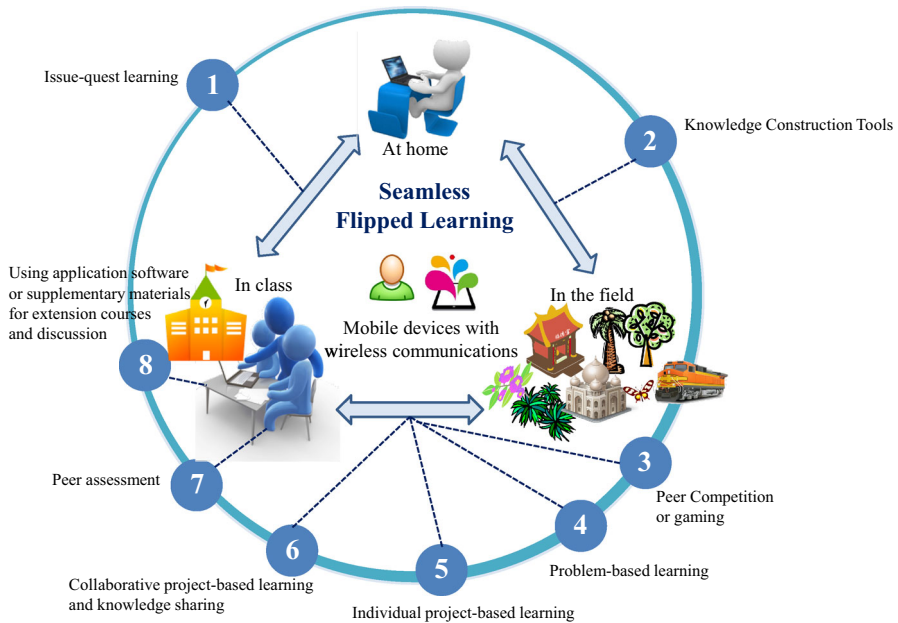 1
Issue-quest learning
At home
2
Knowledge Construction Tools
Seamless
Flipped Learning
Using application software
or supplementary materials
for extension courses
and discussion
In class
In the field
Mobile devices with
wireless communications
8
3
Peer Competition
or gaming
7
Peer assessment
4
Problem-based learning
6
Collaborative project-based learning
and knowledge sharing
5
Individual project-based learning